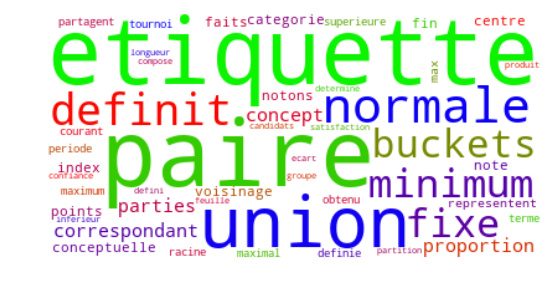 partagent tournoi faits categorie superieure fin centre
etiquette
longueur
compose
max
produit
determine
definit notons normale
concept
candidats satisfaction
courant
paire buckets
periode
ecart
index note
confiance groupe
minimum
maximum defini voisinage
feuille obtenu representent
points parties
inferieur union fixe terme
correspondant
conceptuelle racine maximal definie partition proportion